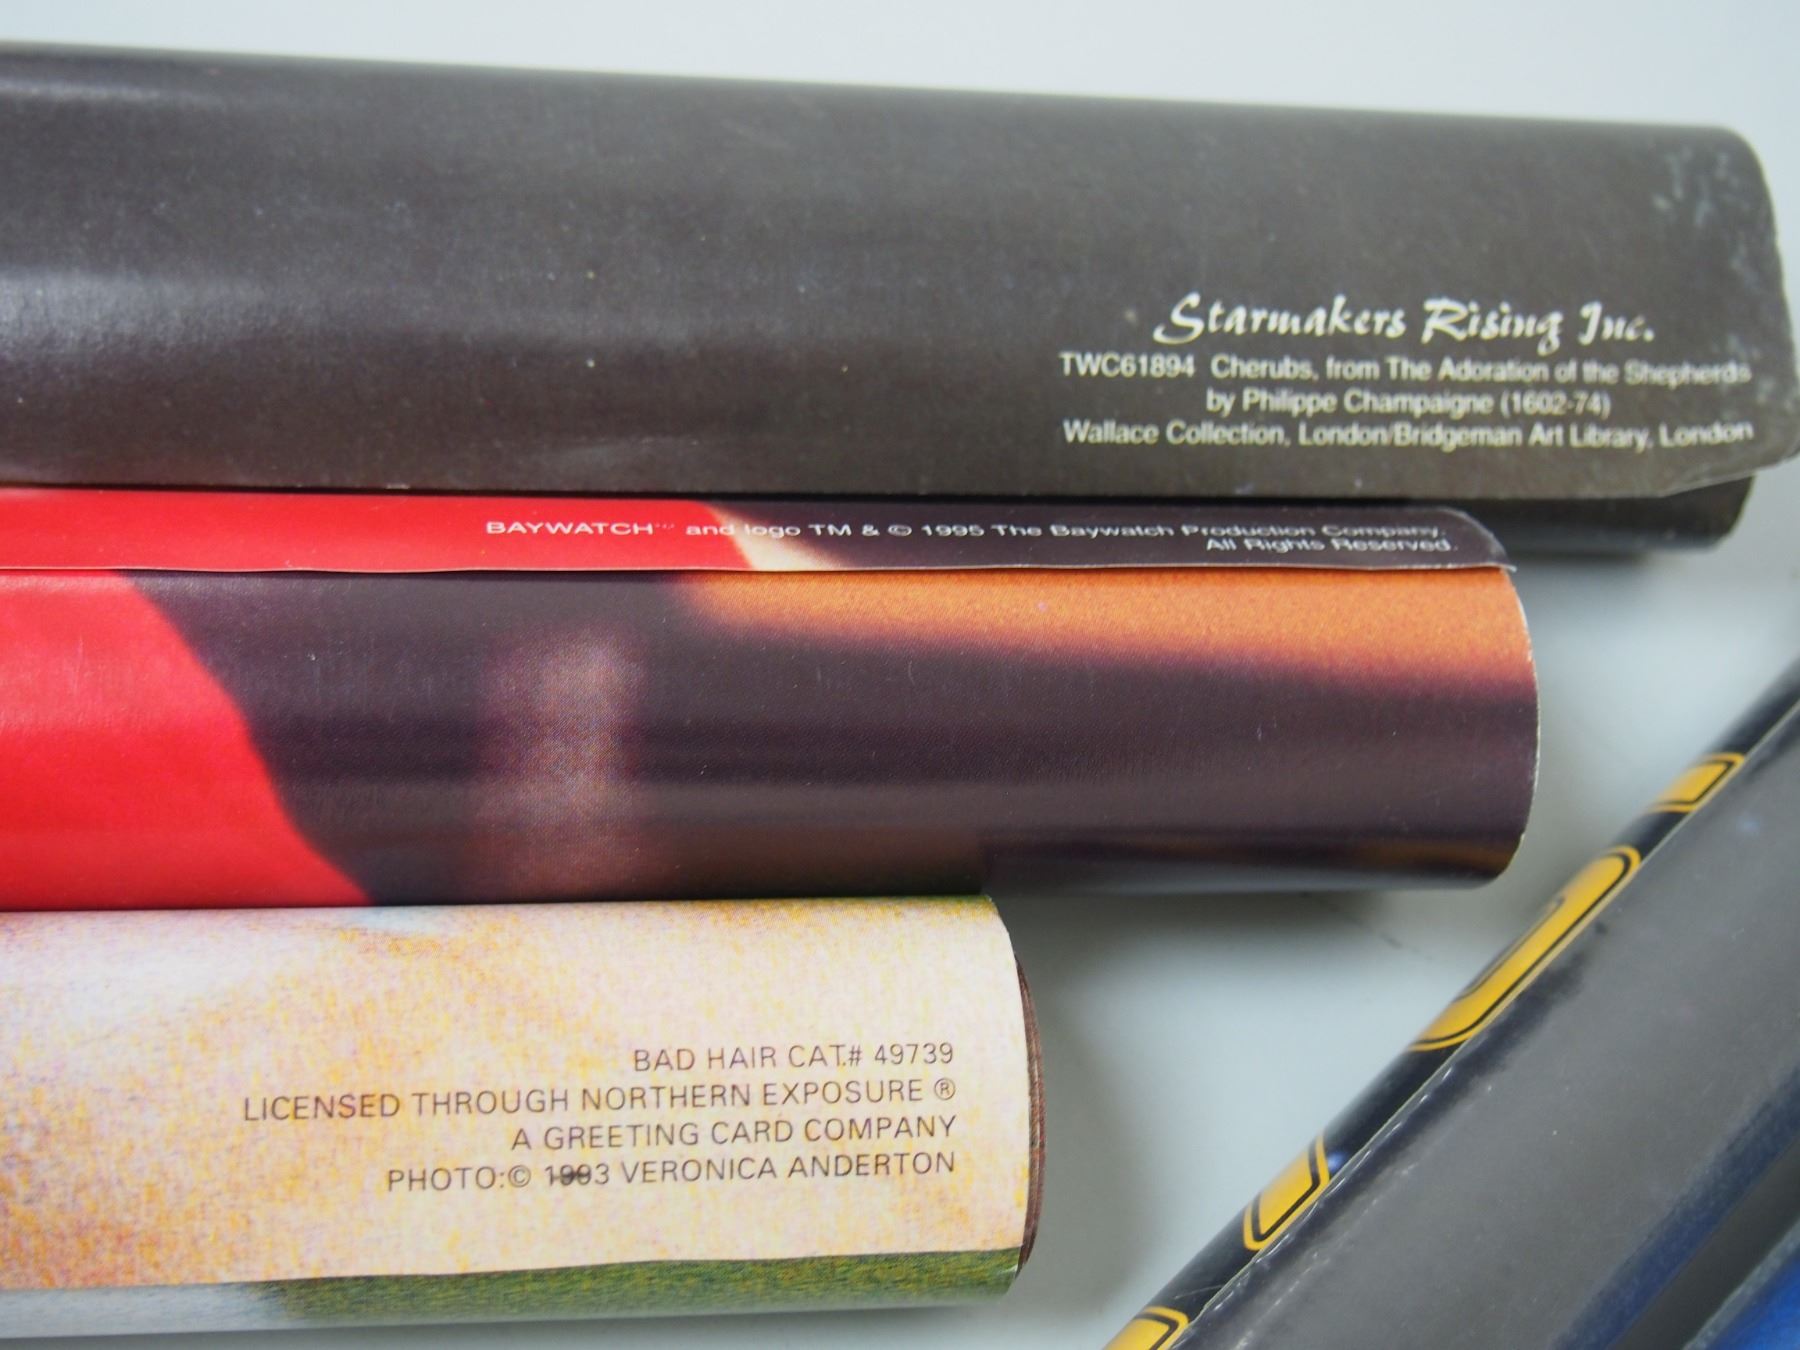 Starmakers Rising Inc.
TWC61894 Cherubs, from The Adoration of the Shepherds
by Philippe Champaigne (1602-74)
Wallace Collection, London/Bridgeman Art Library, London
BAYWATCH and logo TM & © 1995 The Baywatch Production Company.
All Rights Reserved.
BAD HAIR CAT.# 49739
LICENSED THROUGH NORTHERN EXPOSURE ®
A GREETING CARD COMPANY
PHOTO:© 1993 VERONICA ANDERTON